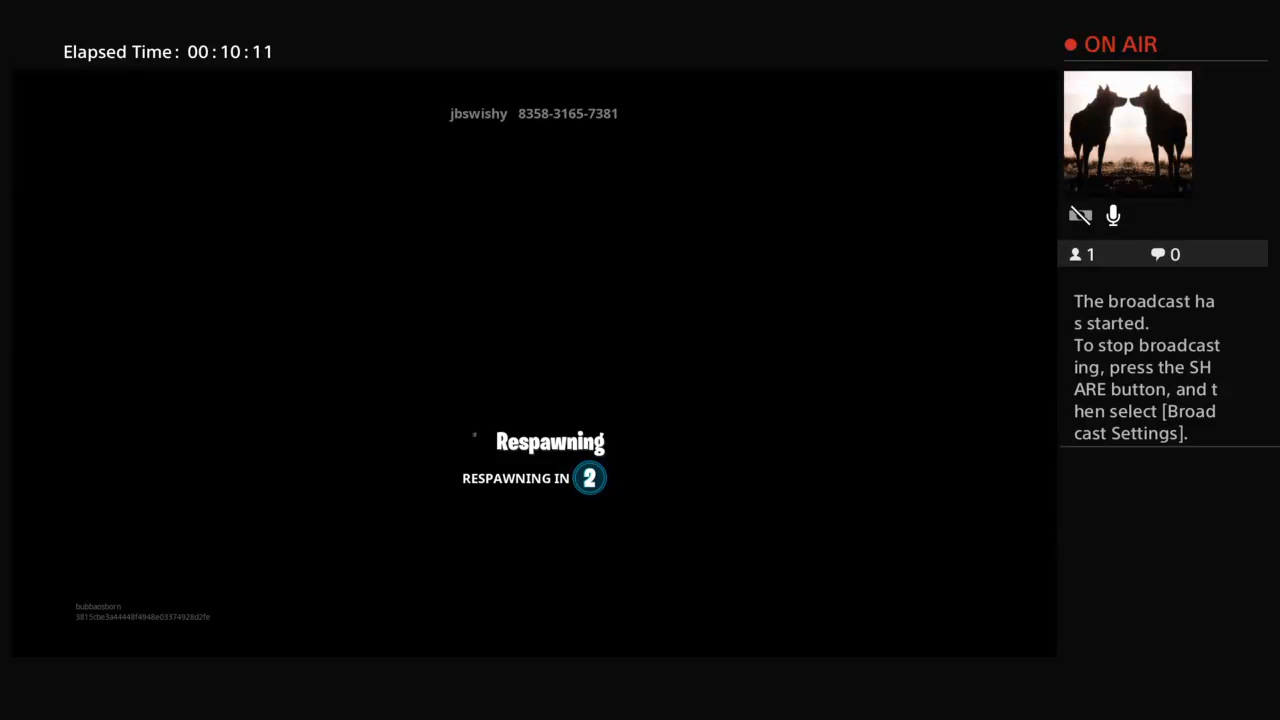 Elapsed Time: 00:10:11
ON AIR
jbswishy 8358-3165-7381
1 0
The broadcast ha
s started.
To stop broadcast
ing, press the SH
ARE button, and t
hen select [Broad
cast Settings].
Respawning
RESPAWNING IN 2
bubbaosborn
3815cbe3a44448f4948e03374928d2fe